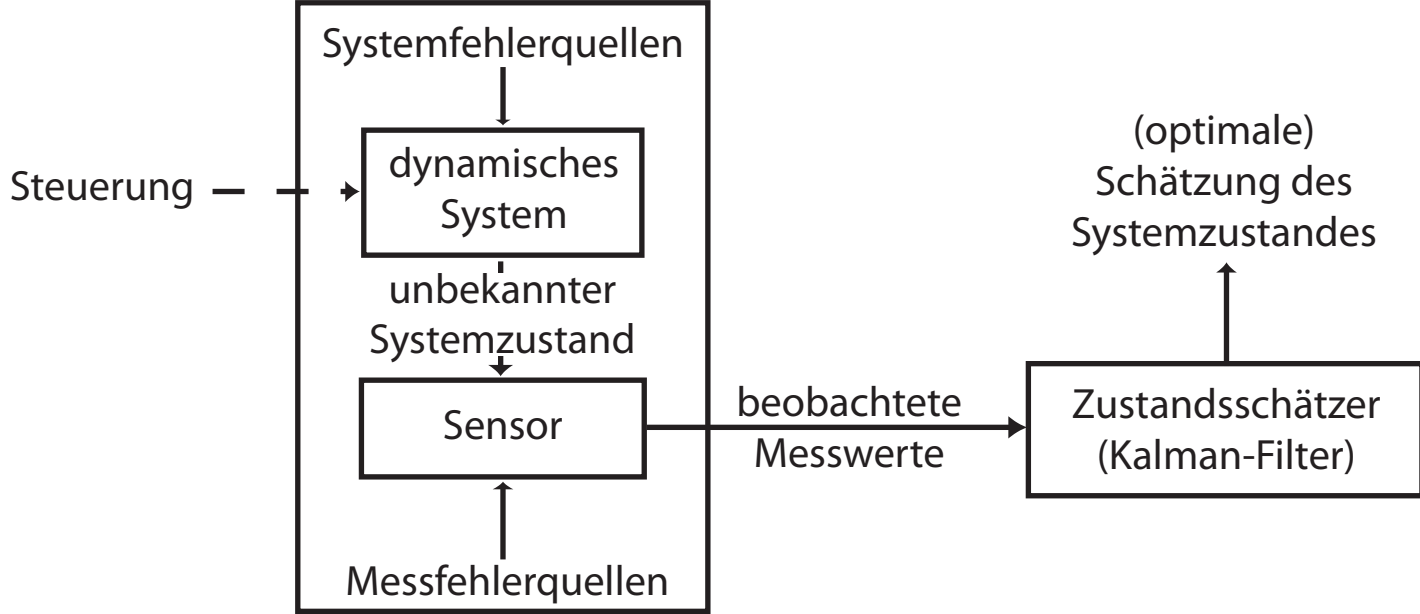 Systemfehlerquellen
Steuerung
dynamisches
System
unbekannter
Systemzustand
Sensor
Messfehlerquellen
beobachtete
Messwerte
Zustandsschätzer
(Kalman-Filter)
(optimale)
Schätzung des
Systemzustandes